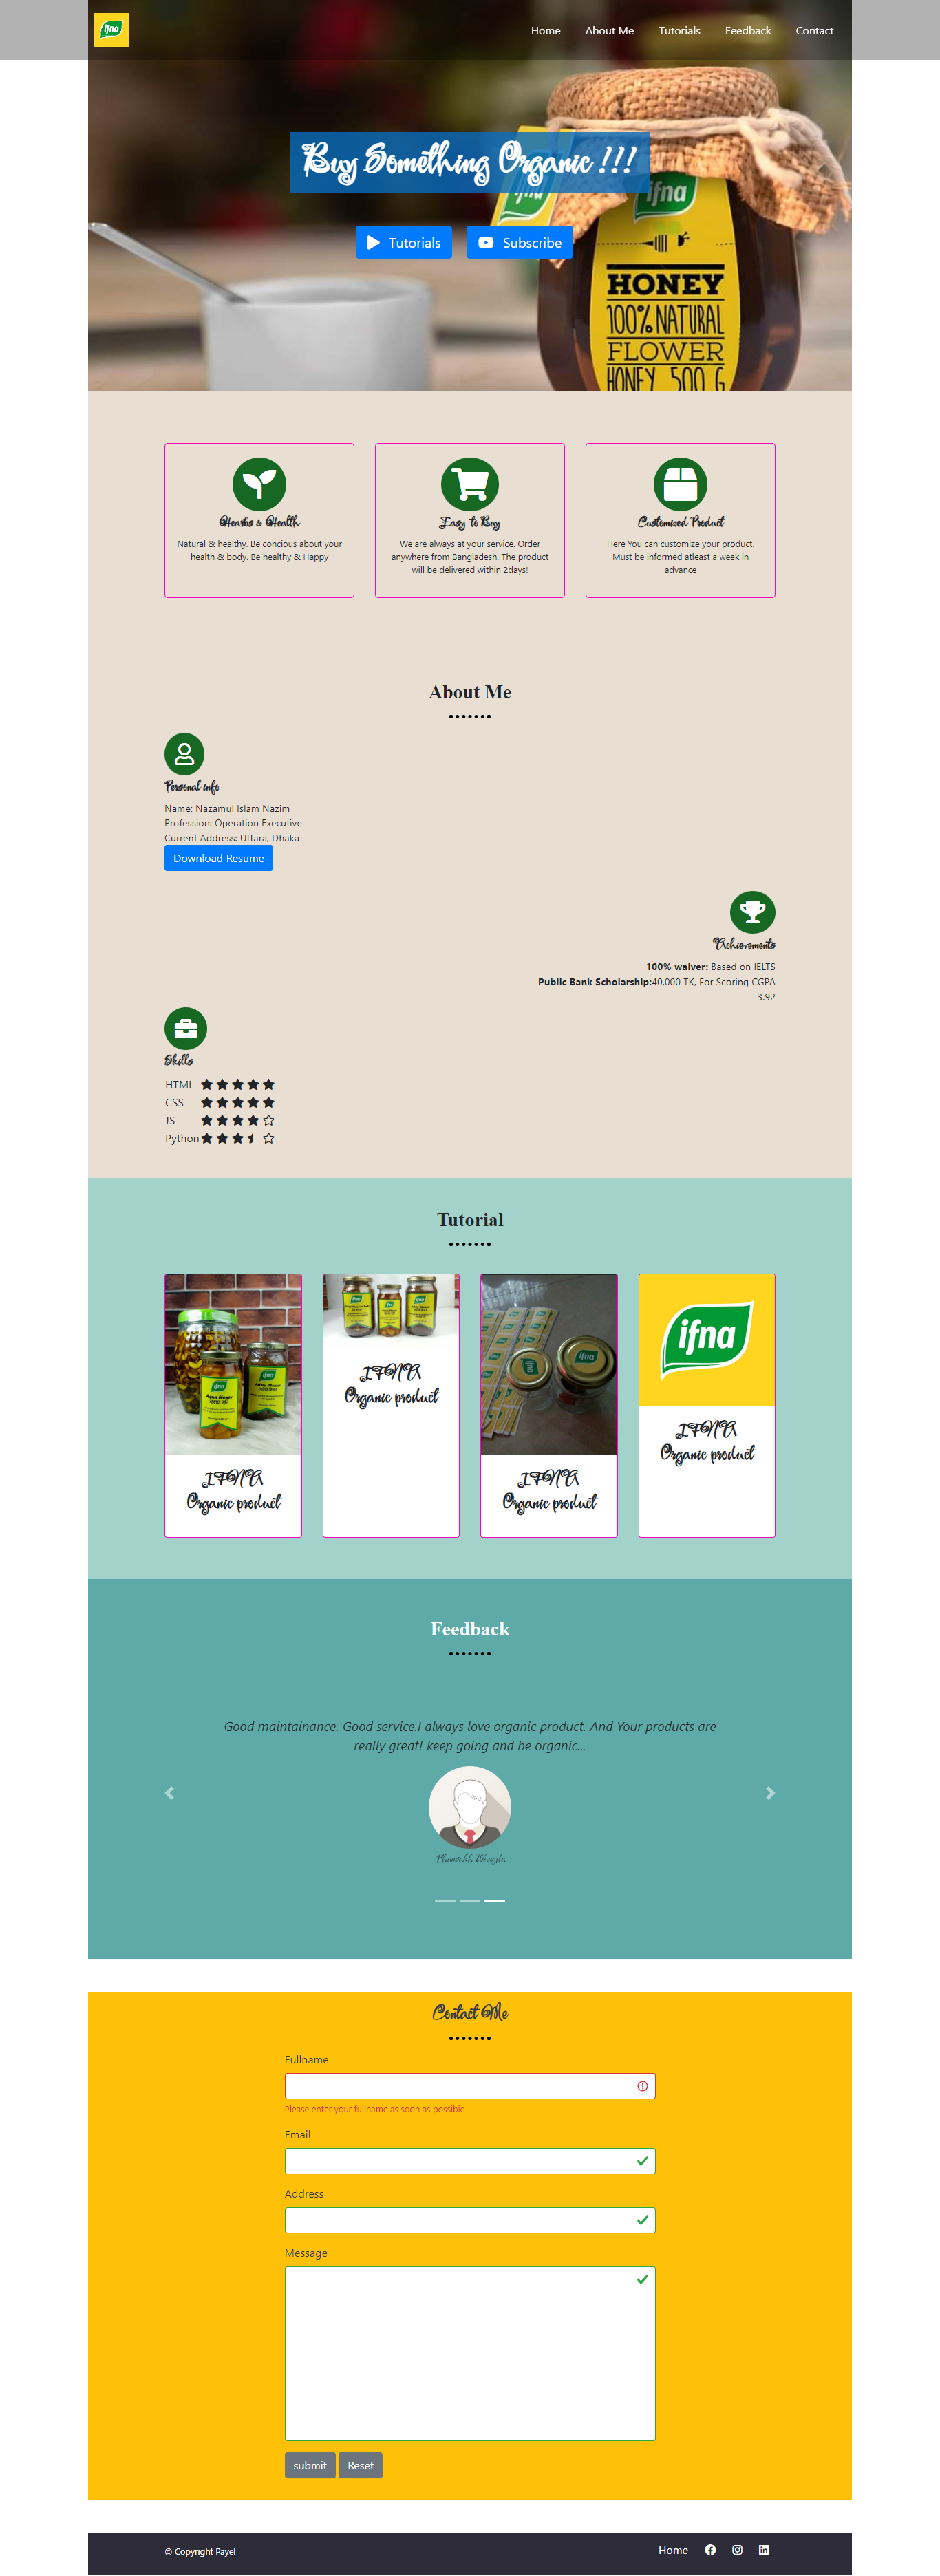 ifna
Home
About Me
Tutorials
Feedback
Contact
Buy Something Organic !!!
Tutorials
Subscribe
ifna
ifna
HONEY
100% NATURAL
FLOWER
HONEY 500 G
Hearbs & Health
Natural & healthy. Be concious about your
health & body. Be healthy & Happy
Easy to Buy
We are always at your service. Order
anywhere from Bangladesh. The product
will be delivered within 2days!
Customized Product
Here You can customize your product.
Must be informed atleast a week in
advance
About Me
Personal info
Name: Nazamul Islam Nazim
Profession: Operation Executive
Current Address: Uttara, Dhaka
Download Resume
Achievements
100% waiver: Based on IELTS
Public Bank Scholarship:40,000 TK, For Scoring CGPA
3.92
Skills
HTML
CSS
JS
Python
Tutorial
ifna
IFNA
Organic product
IFNA
Organic product
ifna
ifna
IFNA
Organic product
ifna
IFNA
Organic product
Feedback
Good maintainance. Good service.I always love organic product. And Your products are
really great! keep going and be organic...
Phunsukh Wangdu
Contact Me
Fullname
Please enter your fullname as soon as possible
Email
Address
Message
submit
Reset
© Copyright Payel
Home